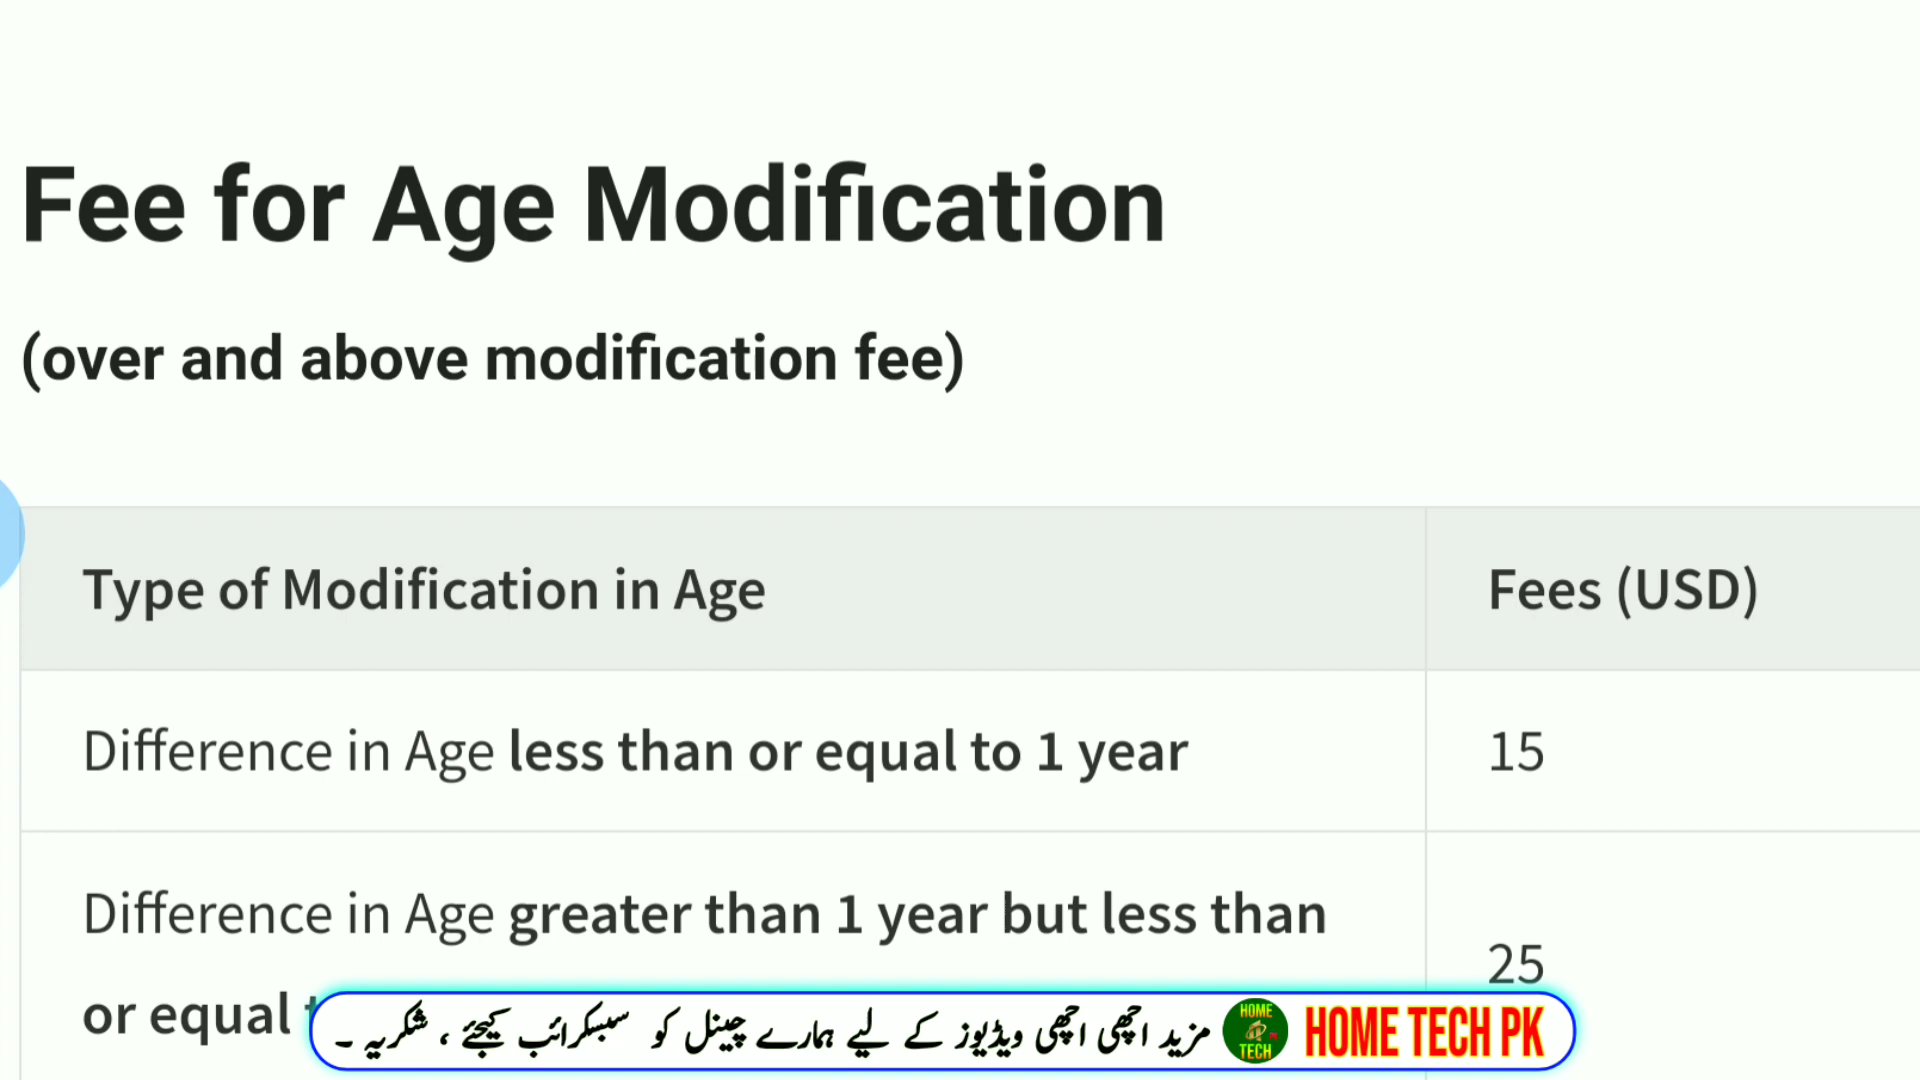 Fee for Age Modification
(over and above modification fee)
Type of Modification in Age
Fees (USD)
Difference in Age less than or equal to 1 year
15
Difference in Age greater than 1 year but less than
or equal
25
مزید اچھی اچھی ویڈیوز کے لیے ہمارے چینل کو سبسکرائب کیجئے ، شکریہ ۔
HOME
TECH
HOME TECH PK